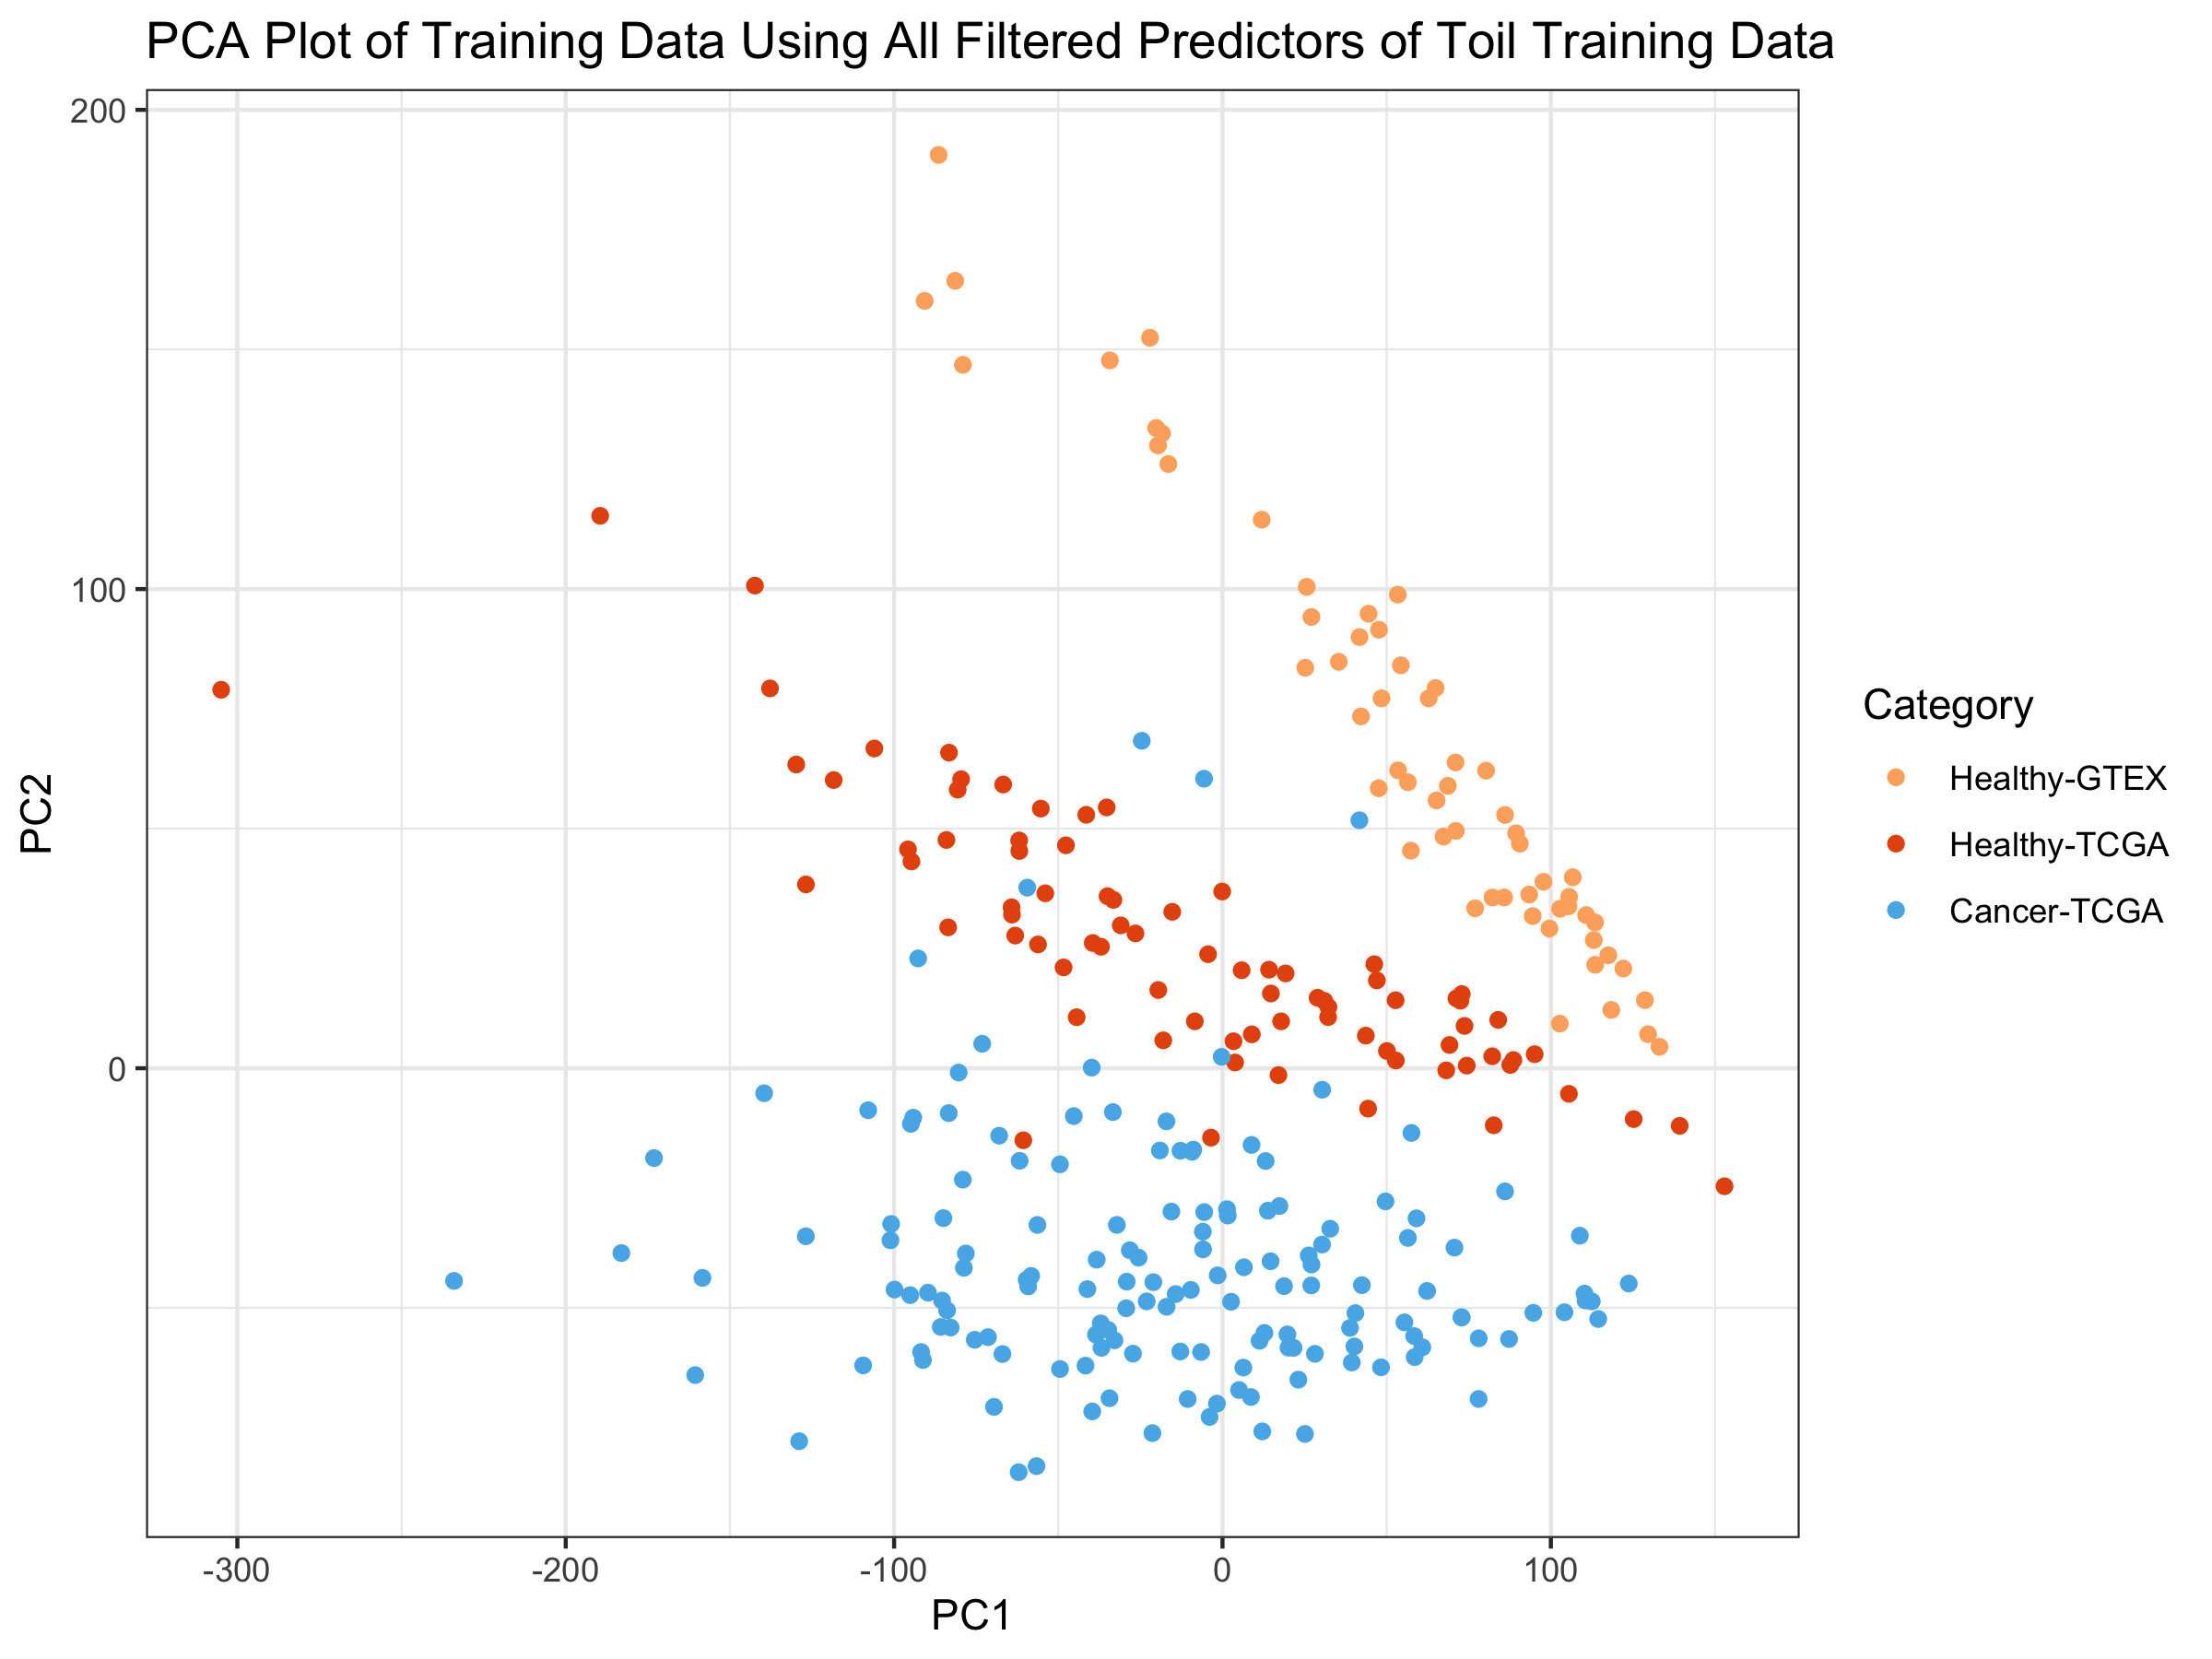 PCA Plot of Training Data Using All Filtered Predictors of Toil Training Data
200
100
0
PC2
-300
-200
-100
0
100
PC1
Category
Healthy-GTEX
Healthy-TCGA
Cancer-TCGA